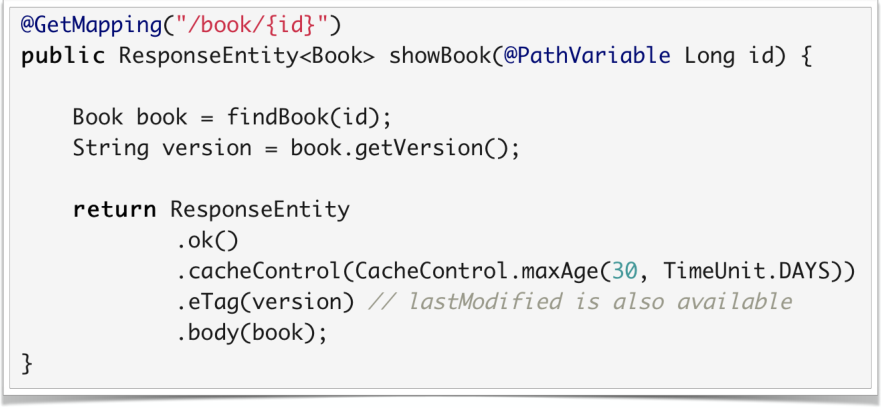 @GetMapping("/book/{id}")
public ResponseEntity<Book> showBook(@PathVariable Long id) {
Book book = findBook(id);
String version = book.getVersion();
return ResponseEntity
.ok()
.cacheControl(CacheControl.maxAge(30, TimeUnit.DAYS))
.eTag(version) // lastModified is also available
.body(book);
}